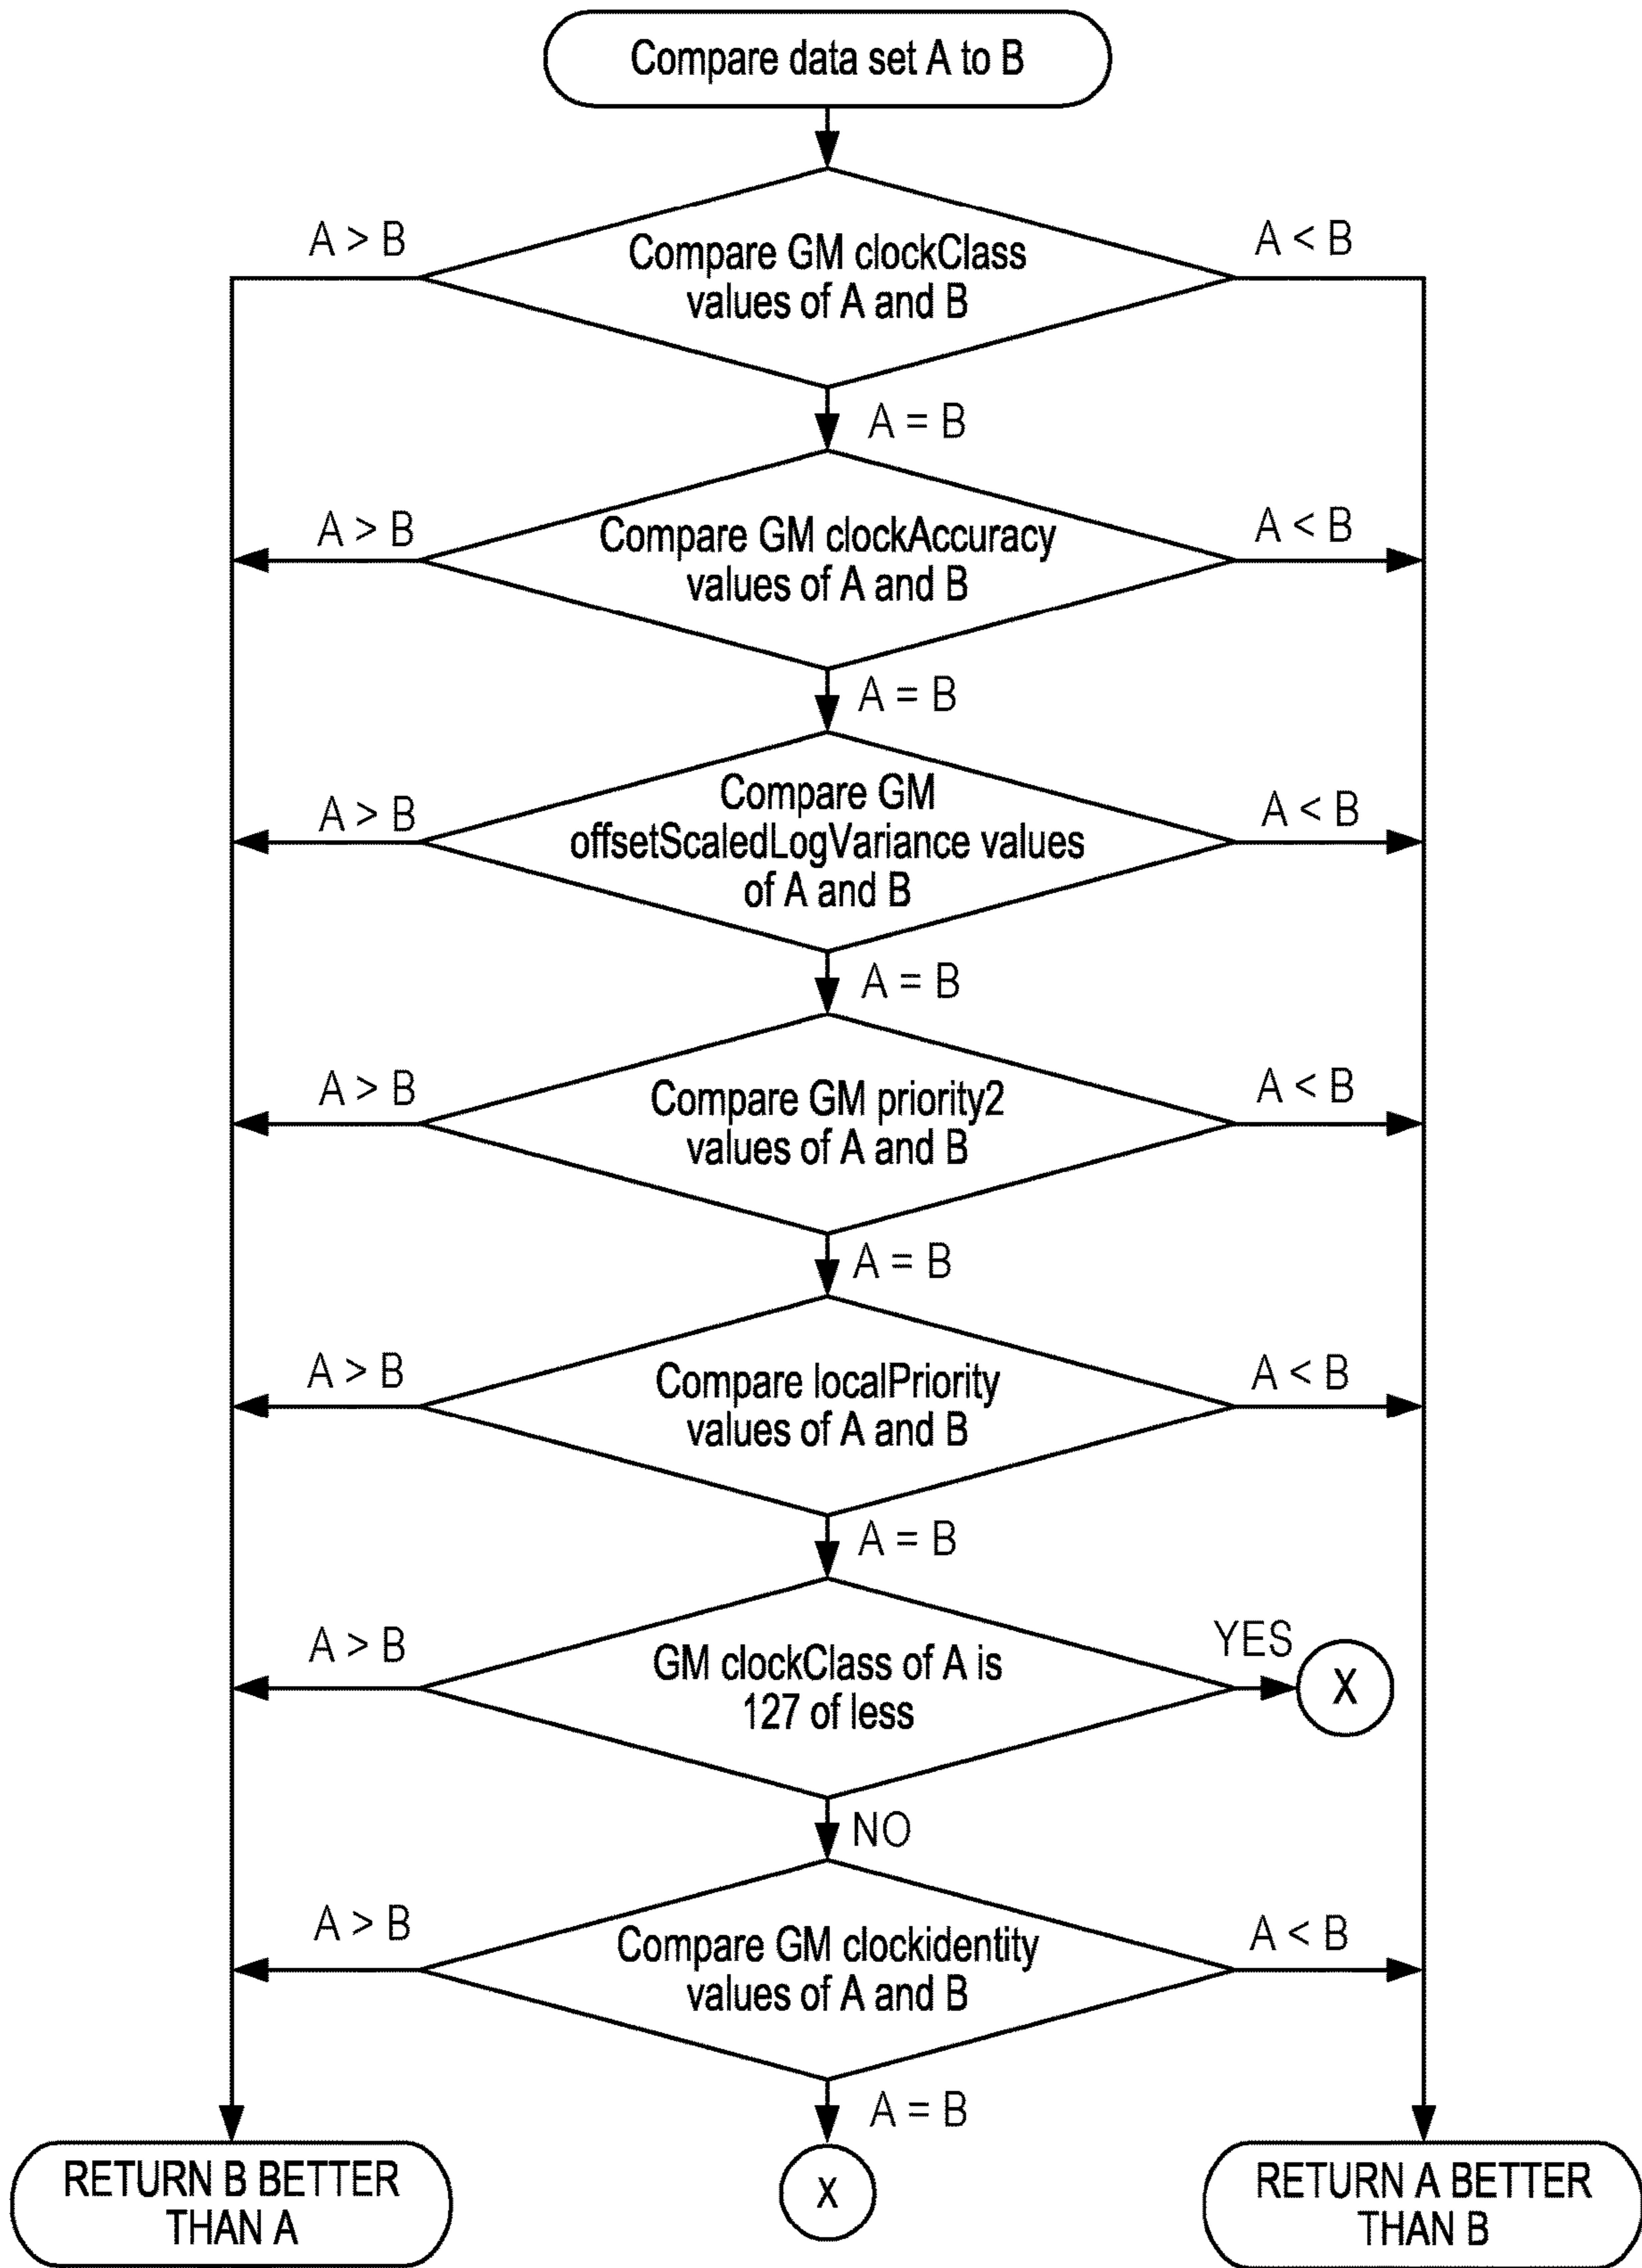 Compare data set A to B
A > B
Compare GM clockClass
values of A and B
A < B
A = B
A > B
Compare GM clockAccuracy
values of A and B
A < B
A = B
A > B
Compare GM
offsetScaledLogVariance values
of A and B
A < B
A = B
A > B
Compare GM priority2
values of A and B
A < B
A = B
A > B
Compare localPriority
values of A and B
A < B
A = B
A > B
GM clockClass of A is
127 of less
YES
X
NO
A > B
Compare GM clockidentity
values of A and B
A < B
A = B
RETURN B BETTER
THAN A
X
RETURN A BETTER
THAN B